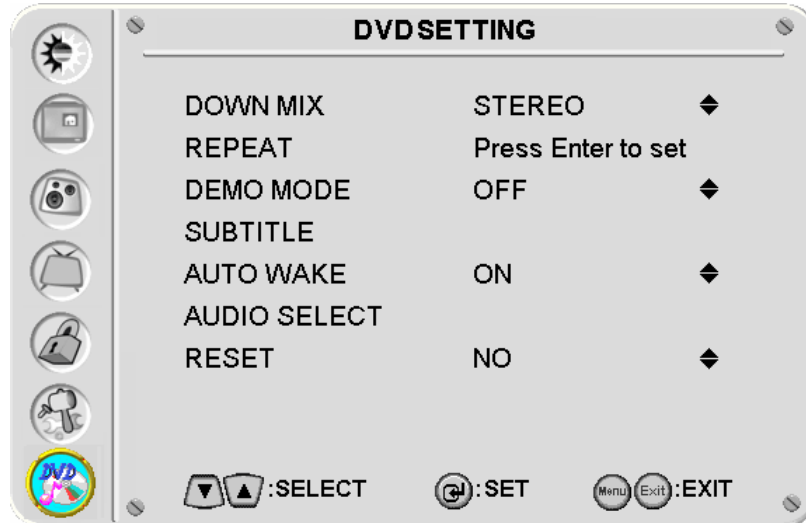 DVD SETTING
DOWN MIX STEREO
REPEAT Press Enter to set
DEMO MODE OFF
SUBTITLE
AUTO WAKE ON
AUDIO SELECT
RESET NO
DVD
:SELECT :SET Menu Exit :EXIT